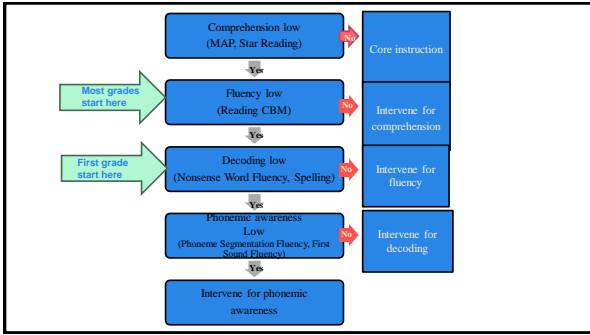 Comprehension low
(MAP, Star Reading)
No
Core instruction
Yes
Most grades
start here
Fluency low
(Reading CBM)
No
Intervene for
comprehension
Yes
First grade
start here
Decoding low
(Nonsense Word Fluency, Spelling)
No
Intervene for
fluency
Yes
Phonemic awareness
Low
(Phoneme Segmentation Fluency, First
Sound Fluency)
No
Intervene for
decoding
Yes
Intervene for phonemic
awareness